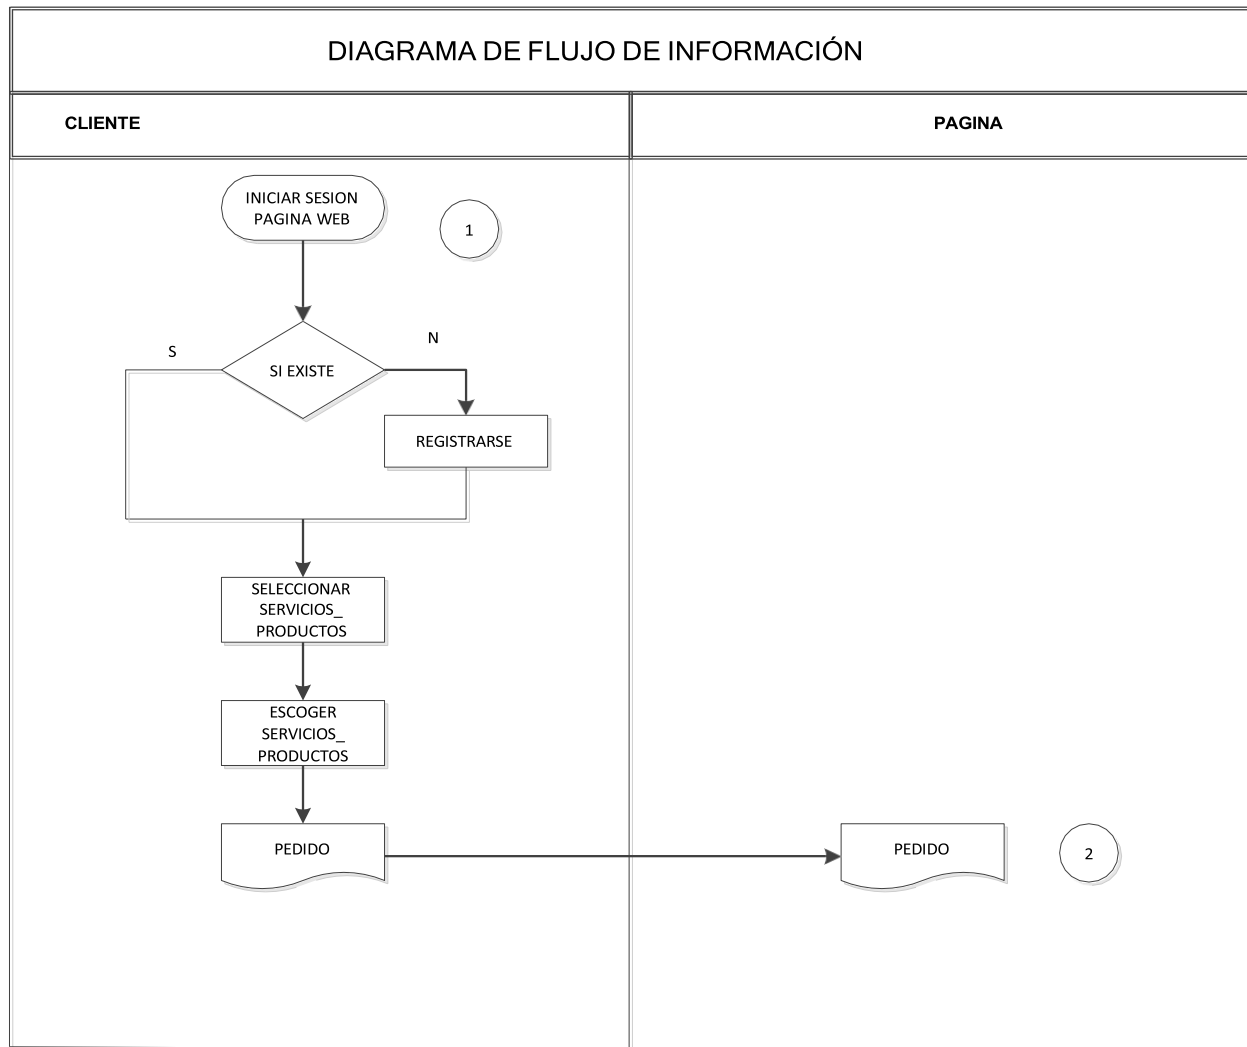 DIAGRAMA DE FLUJO DE INFORMACIÓN
CLIENTE
PAGINA
INICIAR SESION
PAGINA WEB
1
S
N
SI EXISTE
REGISTRARSE
SELECCIONAR
SERVICIOS_
PRODUCTOS
ESCOGER
SERVICIOS_
PRODUCTOS
PEDIDO
PEDIDO
2